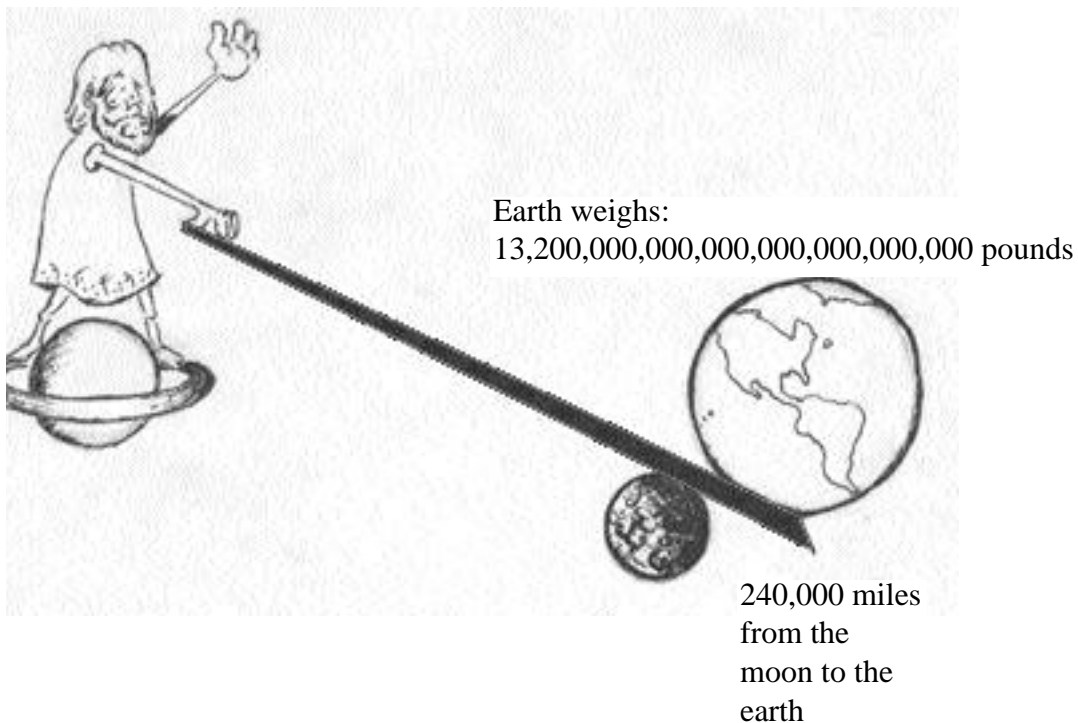 Earth weighs:
13,200,000,000,000,000,000,000,000 pounds
240,000 miles
from the
moon to the
earth